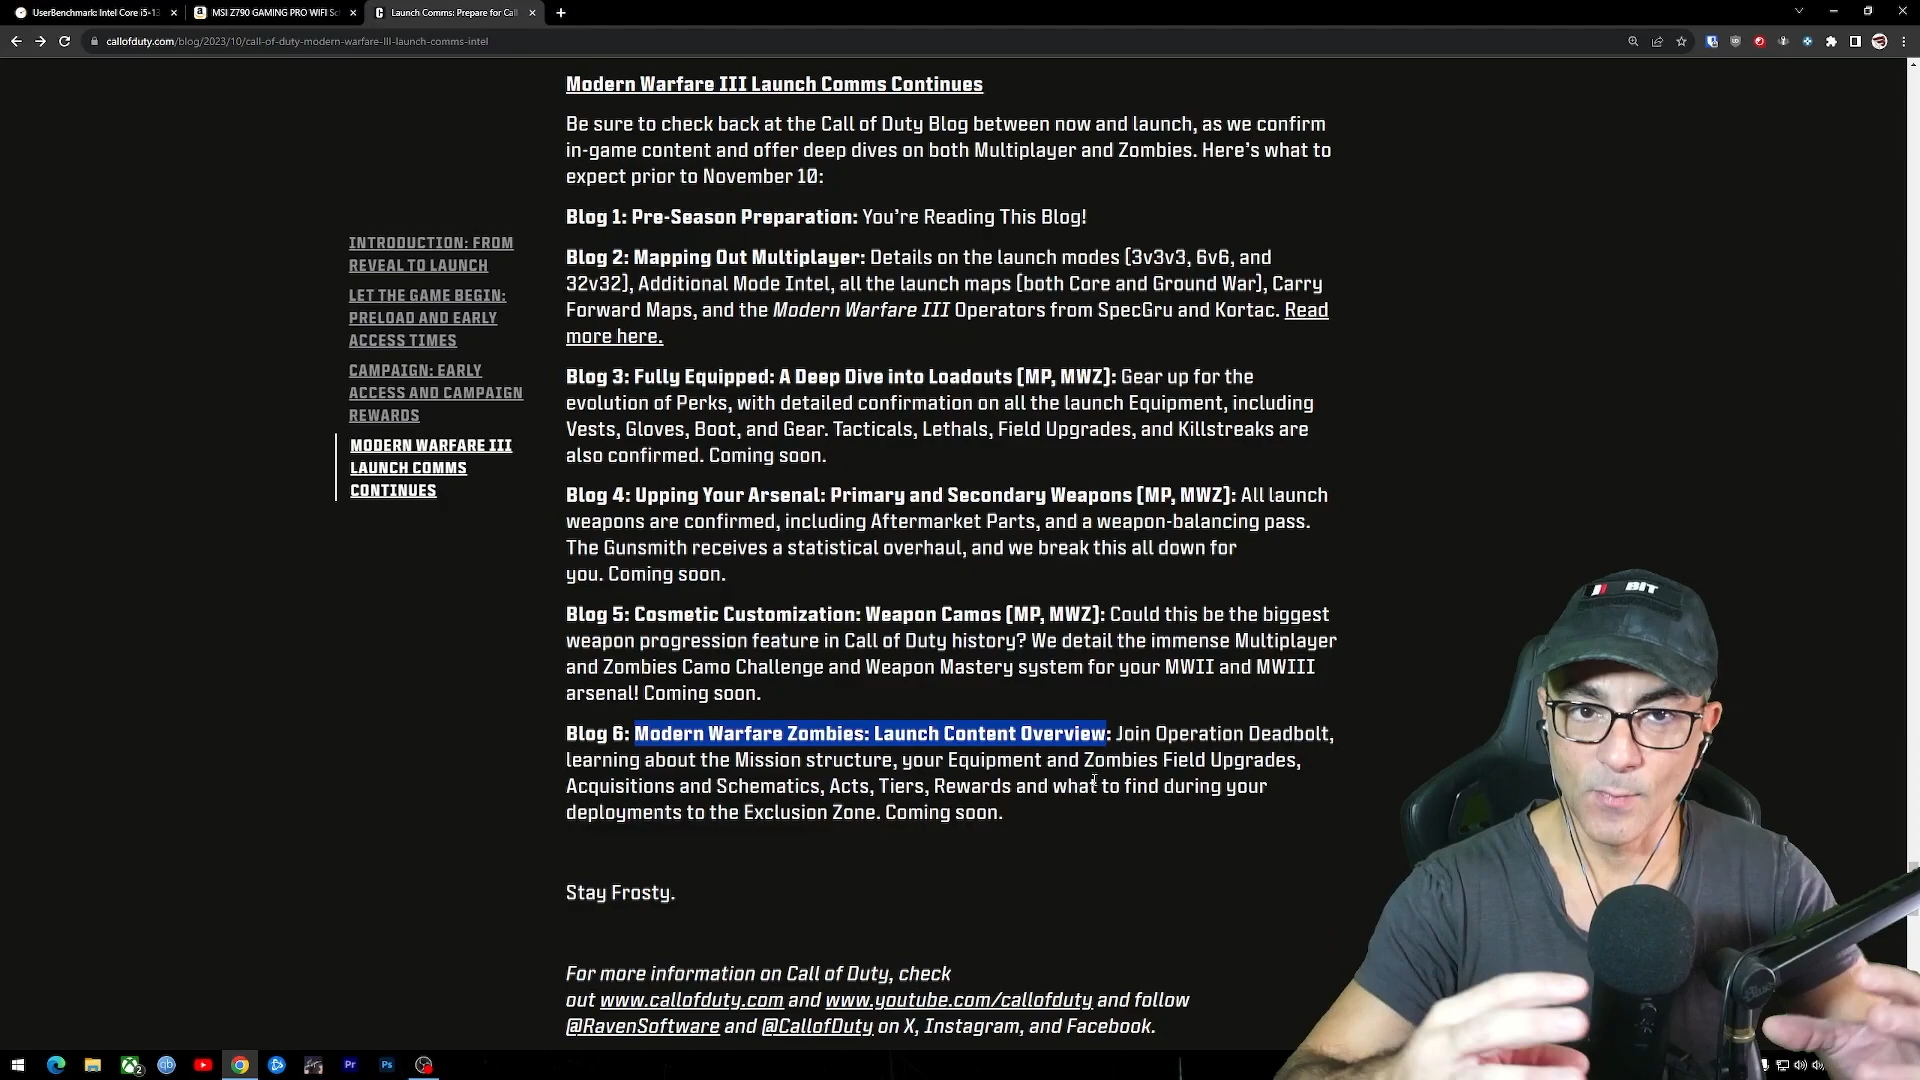 UserBenchmark: Intel Core i5-13
MSI Z790 GAMING PRO WIFI Sc
Launch Comms: Prepare for Call
callofduty.com/blog/2023/10/call-of-duty-modern-warfare-III-launch-comms-intel
INTRODUCTION: FROM
REVEAL TO LAUNCH
LET THE GAME BEGIN:
PRELOAD AND EARLY
ACCESS TIMES
CAMPAIGN: EARLY
ACCESS AND CAMPAIGN
REWARDS
MODERN WARFARE III
LAUNCH COMMS
CONTINUES
Modern Warfare III Launch Comms Continues
Be sure to check back at the Call of Duty Blog between now and launch, as we confirm
in-game content and offer deep dives on both Multiplayer and Zombies. Here’s what to
expect prior to November 10:
Blog 1: Pre-Season Preparation: You’re Reading This Blog!
Blog 2: Mapping Out Multiplayer: Details on the launch modes (3v3v3, 6v6, and
32v32), Additional Mode Intel, all the launch maps (both Core and Ground War), Carry
Forward Maps, and the Modern Warfare III Operators from SpecGru and Kortac. Read
more here.
Blog 3: Fully Equipped: A Deep Dive into Loadouts (MP, MWZ): Gear up for the
evolution of Perks, with detailed confirmation on all the launch Equipment, including
Vests, Gloves, Boot, and Gear. Tacticals, Lethals, Field Upgrades, and Killstreaks are
also confirmed. Coming soon.
Blog 4: Upping Your Arsenal: Primary and Secondary Weapons (MP, MWZ): All launch
weapons are confirmed, including Aftermarket Parts, and a weapon-balancing pass.
The Gunsmith receives a statistical overhaul, and we break this all down for
you. Coming soon.
Blog 5: Cosmetic Customization: Weapon Camos (MP, MWZ): Could this be the biggest
weapon progression feature in Call of Duty history? We detail the immense Multiplayer
and Zombies Camo Challenge and Weapon Mastery system for your MWII and MWIII
arsenal! Coming soon.
Blog 6: Modern Warfare Zombies: Launch Content Overview: Join Operation Deadbolt,
learning about the Mission structure, your Equipment and Zombies Field Upgrades,
Acquisitions and Schematics, Acts, Tiers, Rewards and what to find during your
deployments to the Exclusion Zone. Coming soon.
Stay Frosty.
For more information on Call of Duty, check
out www.callofduty.com and www.youtube.com/callofduty and follow
@RavenSoftware and @CallofDuty on X, Instagram, and Facebook.
BIT
qb
Pr
Ps